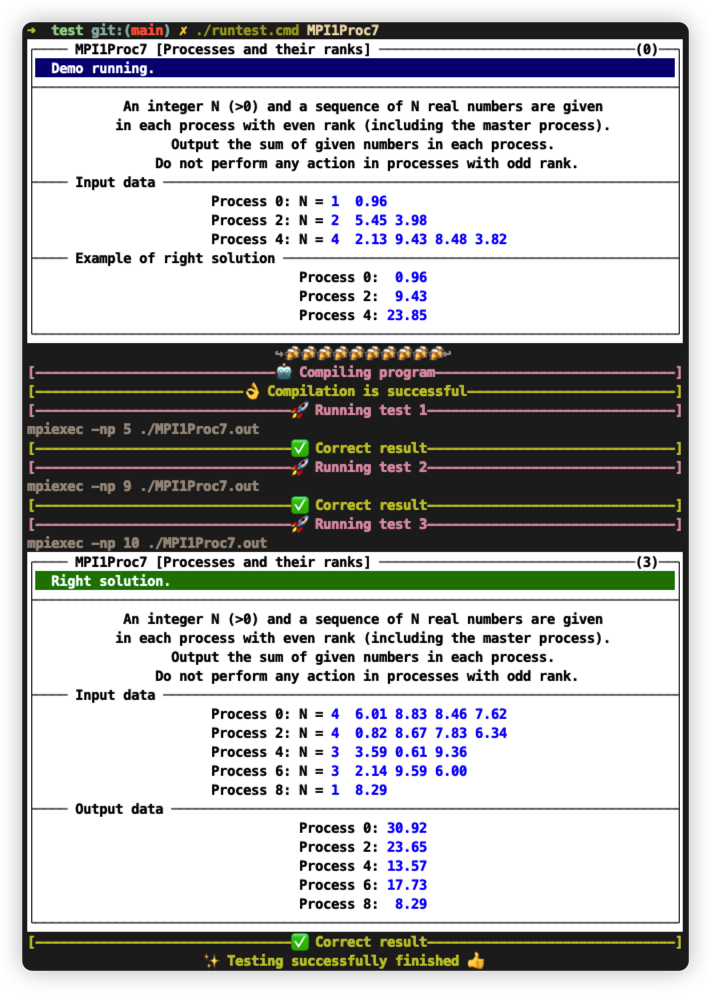 → test git:(main) ✗ ./runtest.cmd MPI1Proc7
MPI1Proc7 [Processes and their ranks] (0)
Demo running.
An integer N (>0) and a sequence of N real numbers are given
in each process with even rank (including the master process).
Output the sum of given numbers in each process.
Do not perform any action in processes with odd rank.
Input data
Process 0: N = 1 0.96
Process 2: N = 2 5.45 3.98
Process 4: N = 4 2.13 9.43 8.48 3.82
Example of right solution
Process 0: 0.96
Process 2: 9.43
Process 4: 23.85
[🤖 Compiling program]
[👌 Compilation is successful]
[🚀 Running test 1]
mpiexec -np 5 ./MPI1Proc7.out
[✅ Correct result]
[🚀 Running test 2]
mpiexec -np 9 ./MPI1Proc7.out
[✅ Correct result]
[🚀 Running test 3]
mpiexec -np 10 ./MPI1Proc7.out
MPI1Proc7 [Processes and their ranks] (3)
Right solution.
An integer N (>0) and a sequence of N real numbers are given
in each process with even rank (including the master process).
Output the sum of given numbers in each process.
Do not perform any action in processes with odd rank.
Input data
Process 0: N = 4 6.01 8.83 8.46 7.62
Process 2: N = 4 0.82 8.67 7.83 6.34
Process 4: N = 3 3.59 0.61 9.36
Process 6: N = 3 2.14 9.59 6.00
Process 8: N = 1 8.29
Output data
Process 0: 30.92
Process 2: 23.65
Process 4: 13.57
Process 6: 17.73
Process 8: 8.29
[✅ Correct result]
✨ Testing successfully finished 👍